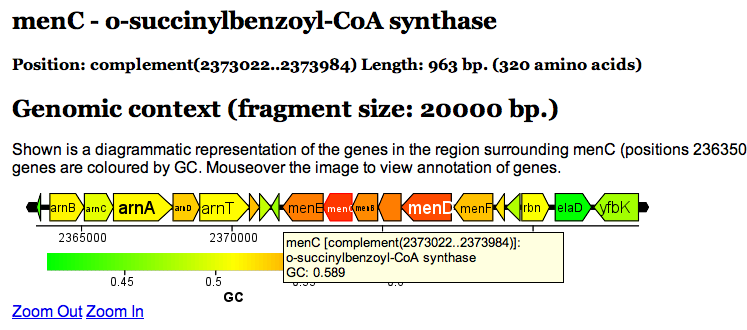 menC - o-succinylbenzoyl-CoA synthase
Position: complement(2373022..2373984) Length: 963 bp. (320 amino acids)
Genomic context (fragment size: 20000 bp.)
Shown is a diagrammatic representation of the genes in the region surrounding menC (positions 236350
genes are coloured by GC. Mouseover the image to view annotation of genes.
arnB arnC arnA arnD arnT menE menC menB menD menF rbn elaD yfbK
2365000 2370000
menC [complement(2373022..2373984)]:
o-succinylbenzoyl-CoA synthase
GC: 0.589
0.45 0.5
GC
Zoom Out Zoom In